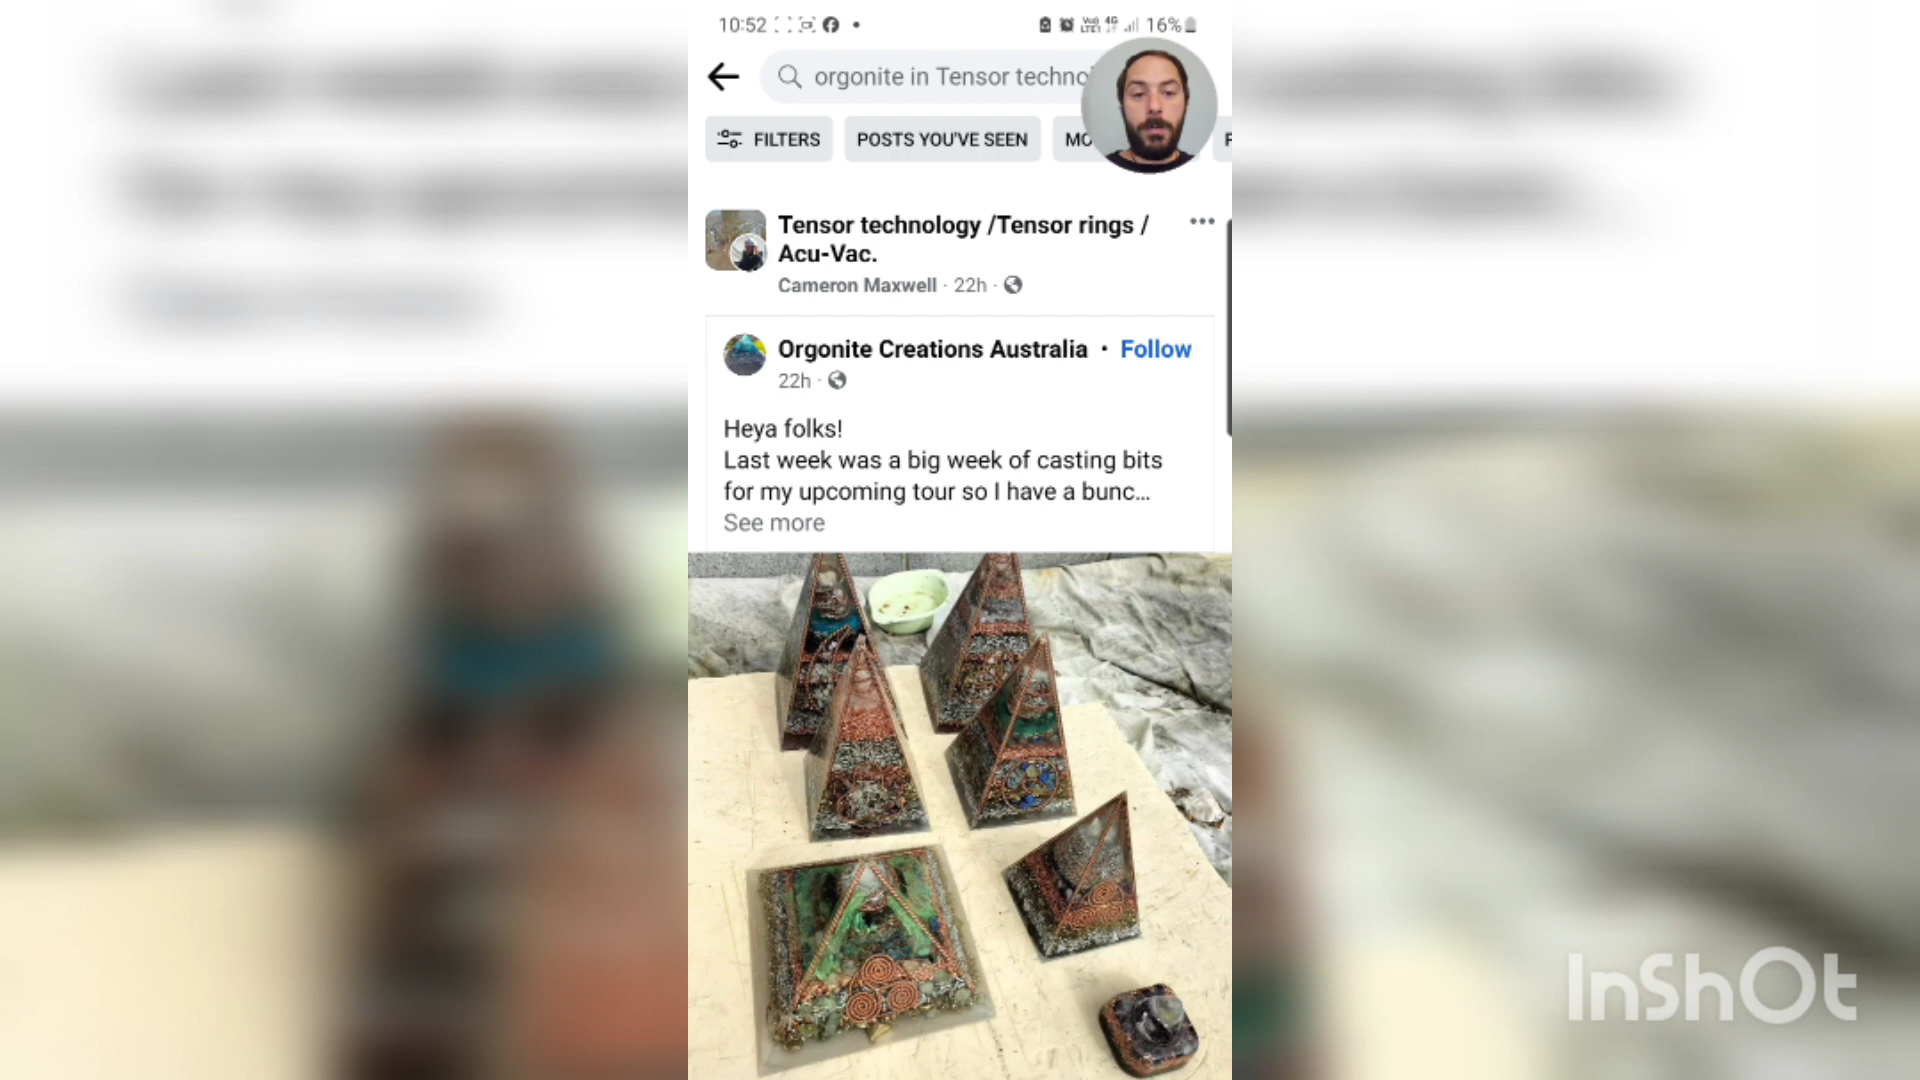 10:52
16%
orgonite in Tensor techno
FILTERS
POSTS YOU'VE SEEN
MO
Tensor technology /Tensor rings /
Acu-Vac.
Cameron Maxwell · 22h ·
Orgonite Creations Australia · Follow
22h ·
Heya folks!
Last week was a big week of casting bits
for my upcoming tour so I have a bunc...
See more
InShOt